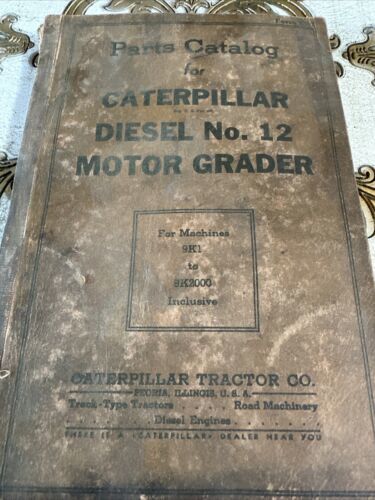 Parts Catalog
for
CATERPILLAR
DIESEL No. 12
MOTOR GRADER
For Machines
9K1
to
9K2000
Inclusive
CATERPILLAR TRACTOR CO.
PEORIA, ILLINOIS, U. S. A.
Track-Type Tractors . . . . Road Machinery
. . . . . . . Diesel Engines . . . . . . .
THERE IS A "CATERPILLAR" DEALER NEAR YOU